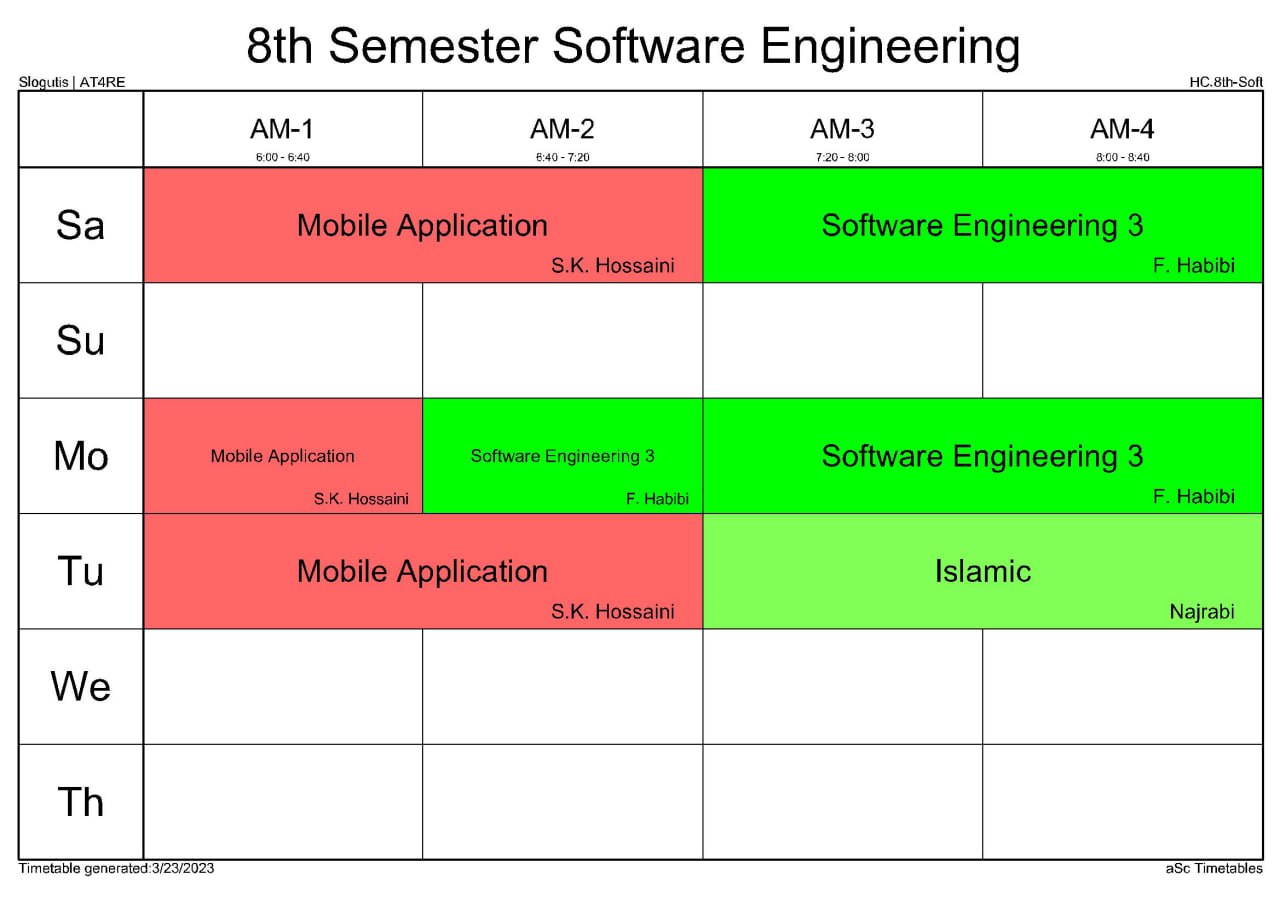 8th Semester Software Engineering
Slogutis | AT4RE
HC.8th-Soft
AM-1
AM-2
AM-3
AM-4
6:00 - 6:40
6:40 - 7:20
7:20 - 8:00
8:00 - 8:40
Sa
Mobile Application
Software Engineering 3
S.K. Hossaini
F. Habibi
Su
Mo
Mobile Application
Software Engineering 3
Software Engineering 3
S.K. Hossaini
F. Habibi
F. Habibi
Tu
Mobile Application
Islamic
S.K. Hossaini
Najrabi
We
Th
Timetable generated:3/23/2023
aSc Timetables